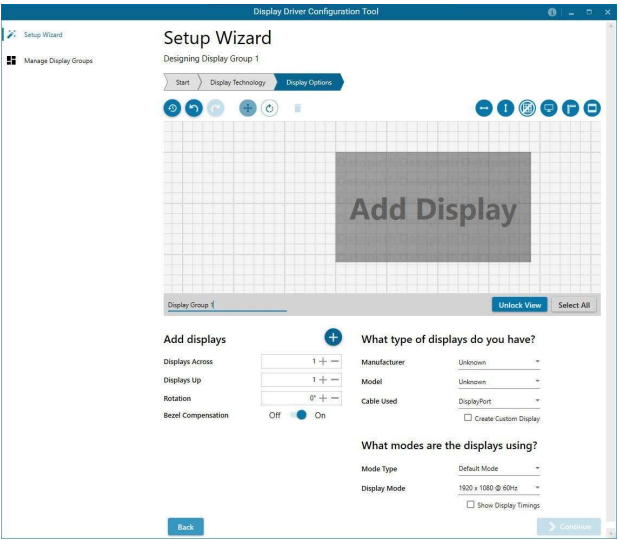 Display Driver Configuration Tool
Setup Wizard
Manage Display Groups
Setup Wizard
Designing Display Group 1
Start Display Technology Display Options
Add Display
Display Group 1 Unlock View Select All
Add displays
Displays Across 1
Displays Up 1
Rotation 0°
Bezel Compensation Off On
What type of displays do you have?
Manufacturer Unknown
Model Unknown
Cable Used DisplayPort
Create Custom Display
What modes are the displays using?
Mode Type Default Mode
Display Mode 1920 x 1080 @ 60Hz
Show Display Timings
Back Continue